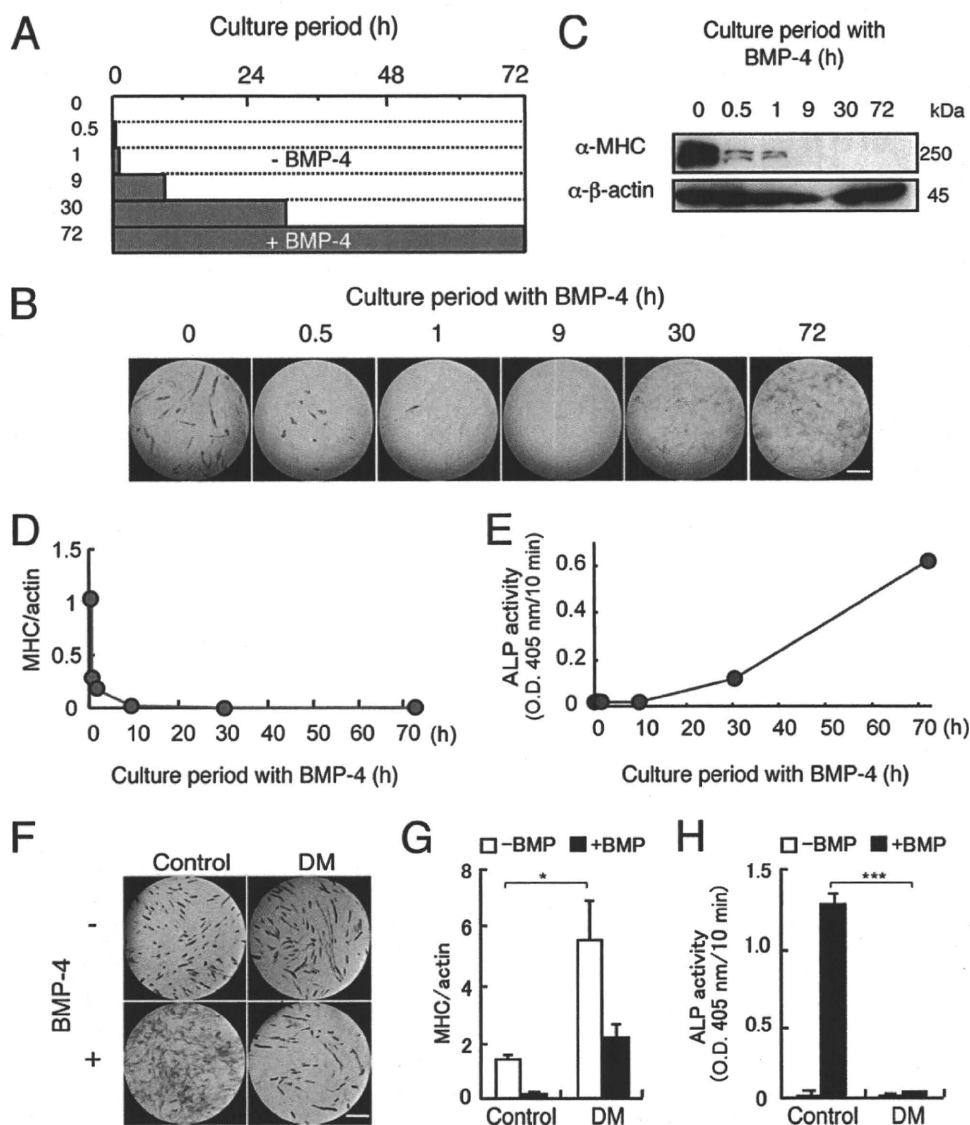 A
Culture period (h)
0 24 48 72
0
0.5
1
9
30
72
- BMP-4
+ BMP-4
C
Culture period with
BMP-4 (h)
0 0.5 1 9 30 72 kDa
α-MHC 250
α-β-actin 45
B
Culture period with BMP-4 (h)
0 0.5 1 9 30 72
D
MHC/actin
1.5
1
0.5
0
0 10 20 30 40 50 60 70 (h)
Culture period with BMP-4 (h)
E
ALP activity
(O.D. 405 nm/10 min)
0.6
0.4
0.2
0
0 10 20 30 40 50 60 70 (h)
Culture period with BMP-4 (h)
F
Control DM
BMP-4
-
+
G
-BMP +BMP
MHC/actin
8
6
4
2
0
*
Control DM
H
-BMP +BMP
ALP activity
(O.D. 405 nm/10 min)
1.5
1.0
0.5
0
***
Control DM